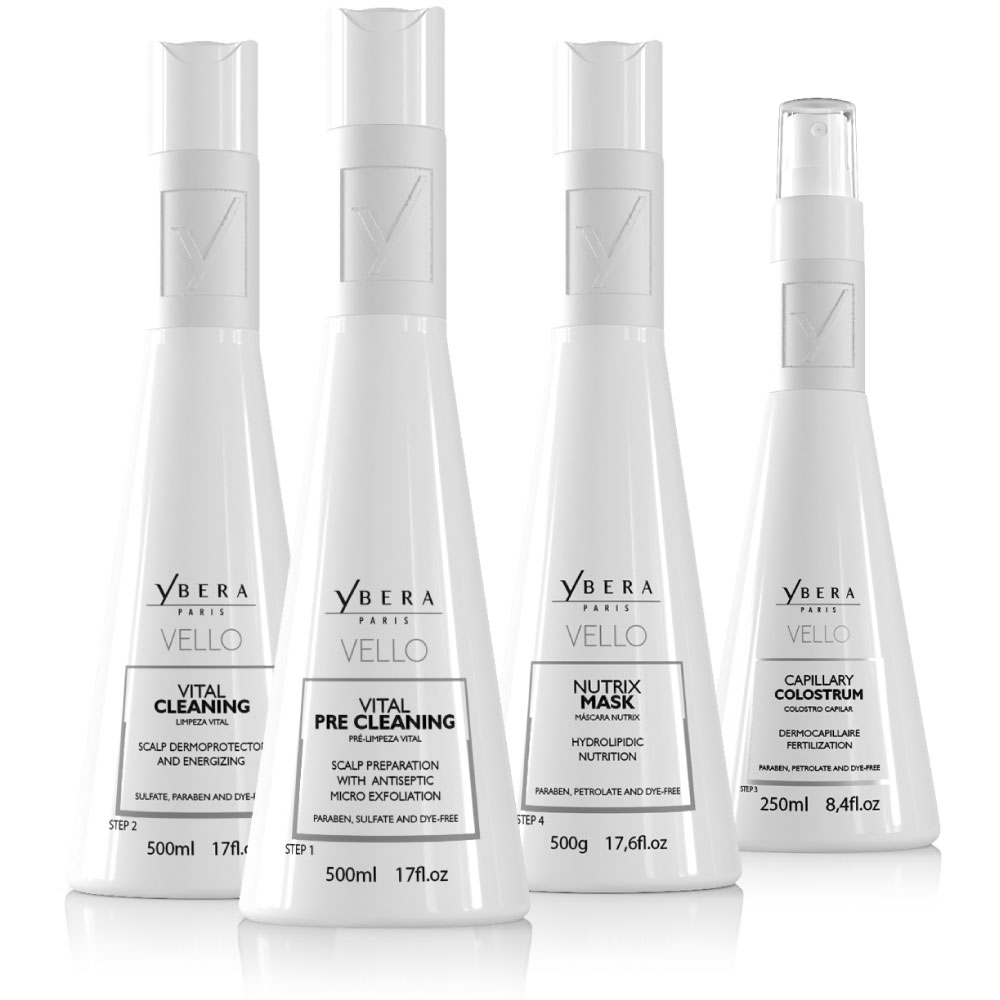 YBERA
PARIS
VELLO
VITAL
CLEANING
LIMPEZA VITAL
SCALP DERMOPROTECTOR
AND ENERGIZING
SULFATE, PARABEN AND DYE-F
STEP 2
500ml 17fl.o
YBERA
PARIS
VELLO
VITAL
PRE CLEANING
PRÉ-LIMPEZA VITAL
SCALP PREPARATION
WITH ANTISEPTIC
MICRO EXFOLIATION
PARABEN, SULFATE AND DYE-FREE
STEP 1
500ml 17fl.oz
YBERA
PARIS
VELLO
NUTRIX
MASK
MÁSCARA NUTRIX
HYDROLIPIDIC
NUTRITION
PARABEN, PETROLATE AND DYE-FREE
STEP 4
500g 17,6fl.oz
YBERA
PARIS
VELLO
CAPILLARY
COLOSTRUM
COLOSTRO CAPILAR
DERMOCAPILLAIRE
FERTILIZATION
PARABEN, PETROLATE AND DYE-FREE
STEP 3
250ml 8,4fl.oz